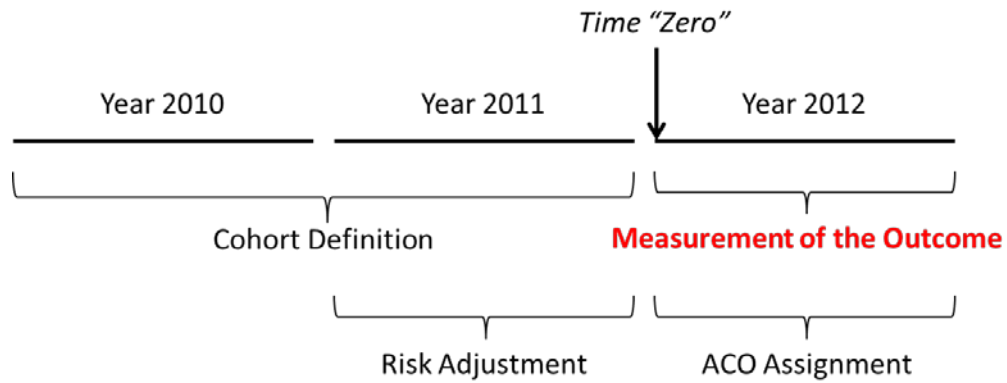 Time “Zero”
Year 2010
Year 2011
Year 2012
Cohort Definition
Measurement of the Outcome
Risk Adjustment
ACO Assignment